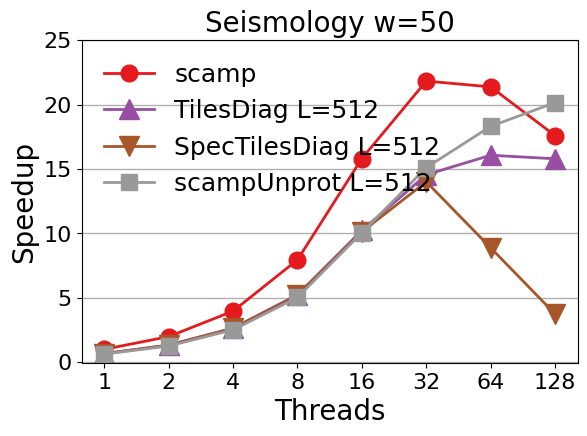 Seismology w=50
25
20
15
10
5
0
Speedup
scamp
TilesDiag L=512
SpecTilesDiag L=512
scampUnprot L=512
1 2 4 8 16 32 64 128
Threads